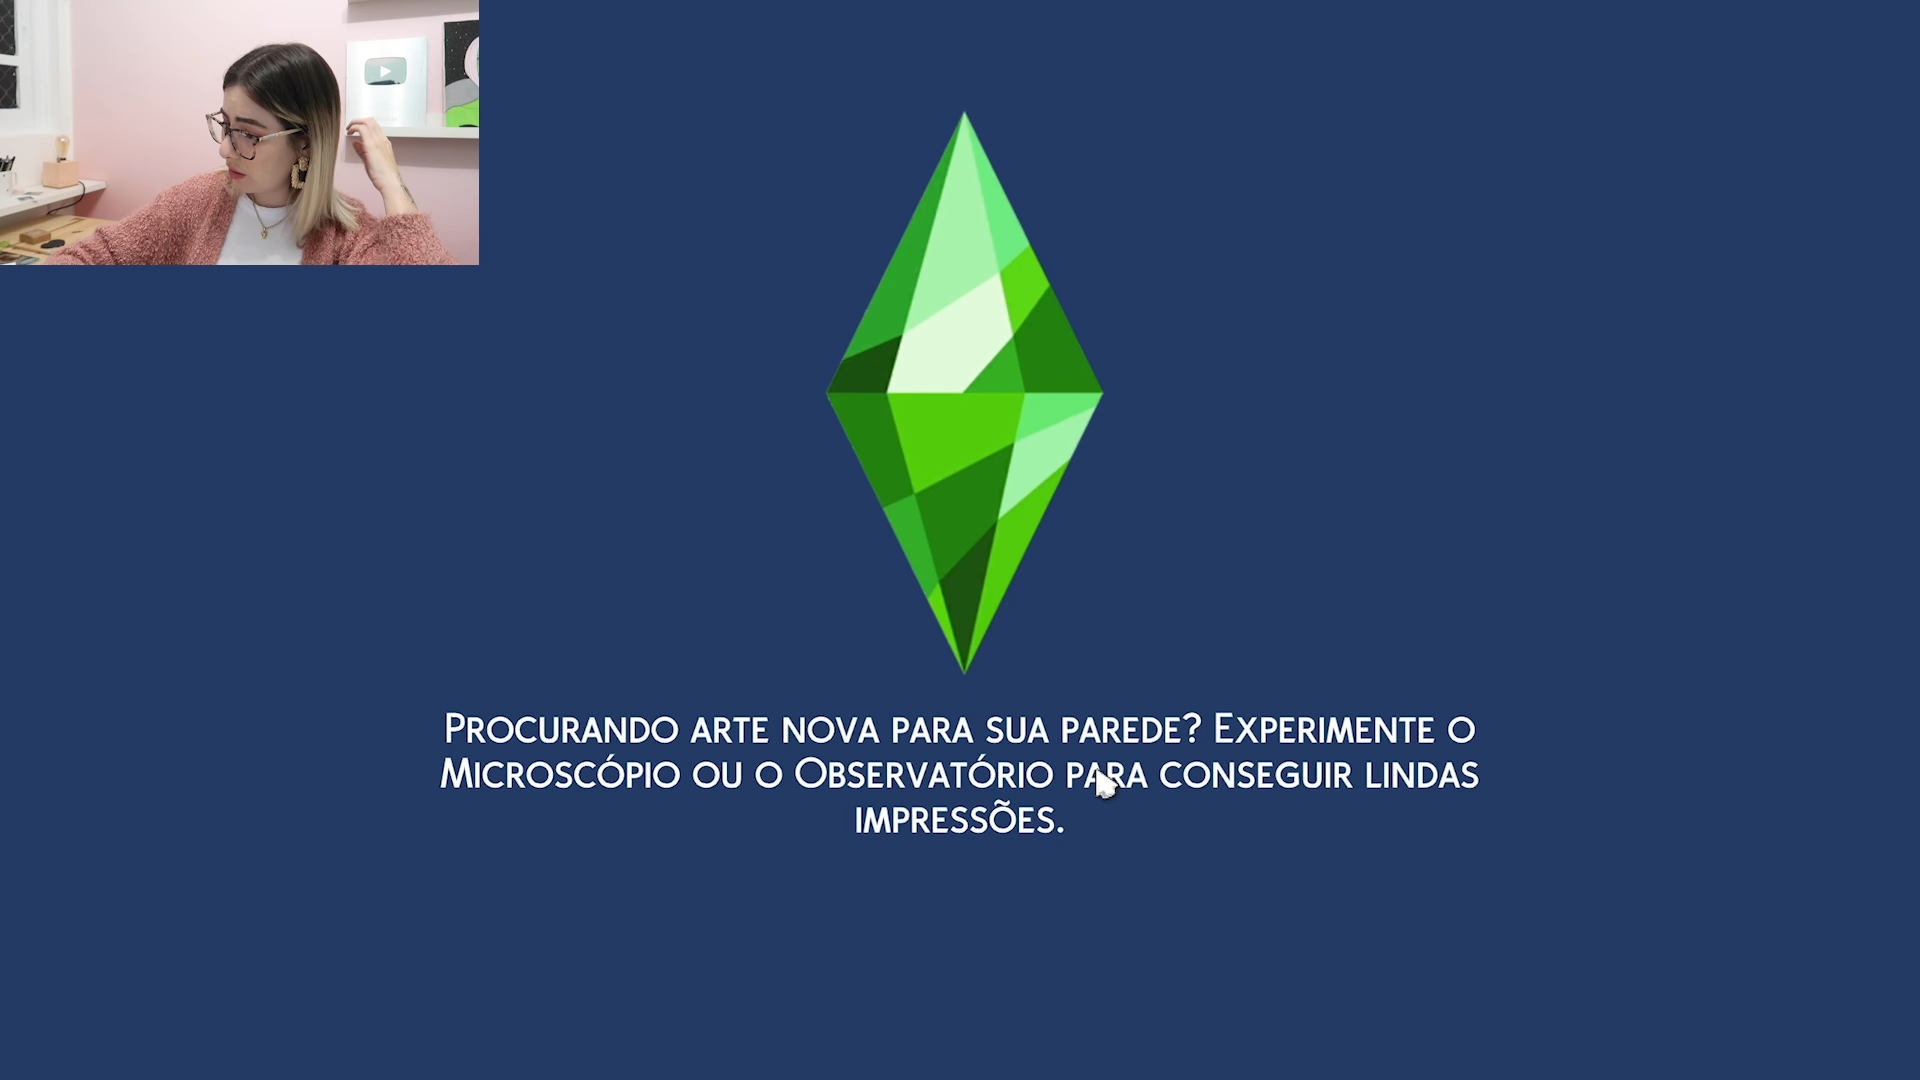 Procurando arte nova para sua parede? Experimente o
Microscópio ou o Observatório para conseguir lindas
impressões.